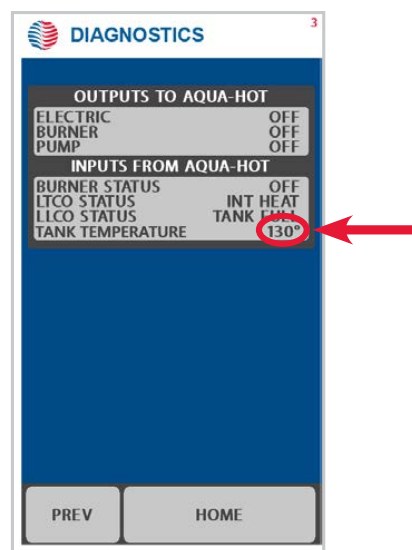 DIAGNOSTICS 3
OUTPUTS TO AQUA-HOT
ELECTRIC OFF
BURNER OFF
PUMP OFF
INPUTS FROM AQUA-HOT
BURNER STATUS OFF
LTCO STATUS INT HEAT
LLCO STATUS TANK FULL
TANK TEMPERATURE 130°
PREV HOME